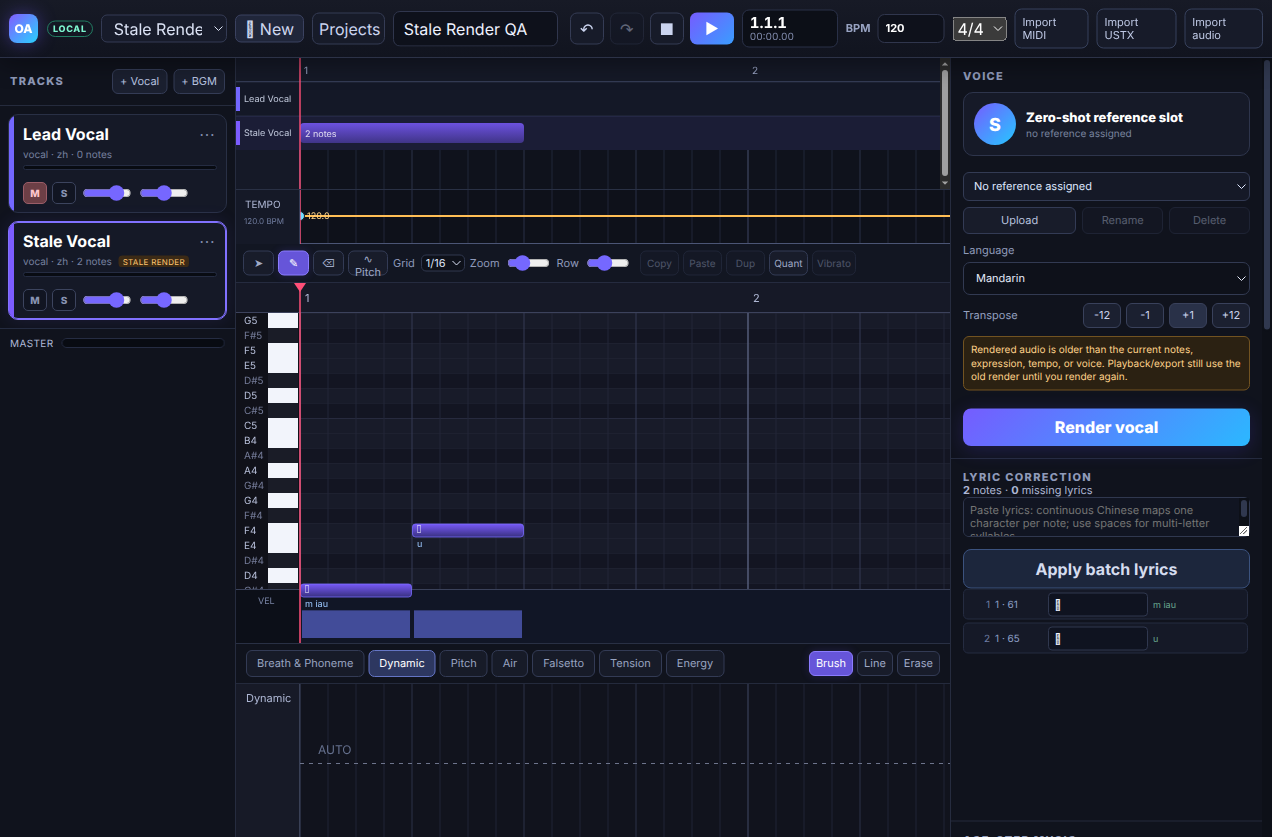 OA
LOCAL
Stale Rende
New
Projects
Stale Render QA
1.1.1
00:00.00
BPM
120
4/4
Import
MIDI
Import
USTX
Import
audio
TRACKS
+ Vocal
+ BGM
Lead Vocal
...
vocal · zh · 0 notes
M
S
Stale Vocal
...
vocal · zh · 2 notes
STALE RENDER
M
S
MASTER
1
2
Lead Vocal
Stale Vocal
2 notes
TEMPO
120.0 BPM
120.0
Pitch
Grid
1/16
Zoom
Row
Copy
Paste
Dup
Quant
Vibrato
1
2
G5
F#5
F5
E5
D#5
D5
C#5
C5
B4
A#4
A4
G#4
G4
F#4
F4
E4
u
D#4
D4
C#4
m iau
VEL
Breath & Phoneme
Dynamic
Pitch
Air
Falsetto
Tension
Energy
Brush
Line
Erase
Dynamic
AUTO
VOICE
S
Zero-shot reference slot
no reference assigned
No reference assigned
Upload
Rename
Delete
Language
Mandarin
Transpose
-12
-1
+1
+12
Rendered audio is older than the current notes,
expression, tempo, or voice. Playback/export still use the
old render until you render again.
Render vocal
LYRIC CORRECTION
2 notes · 0 missing lyrics
Paste lyrics: continuous Chinese maps one
character per note; use spaces for multi-letter
syllables
Apply batch lyrics
1 1 · 61
m iau
2 1 · 65
u